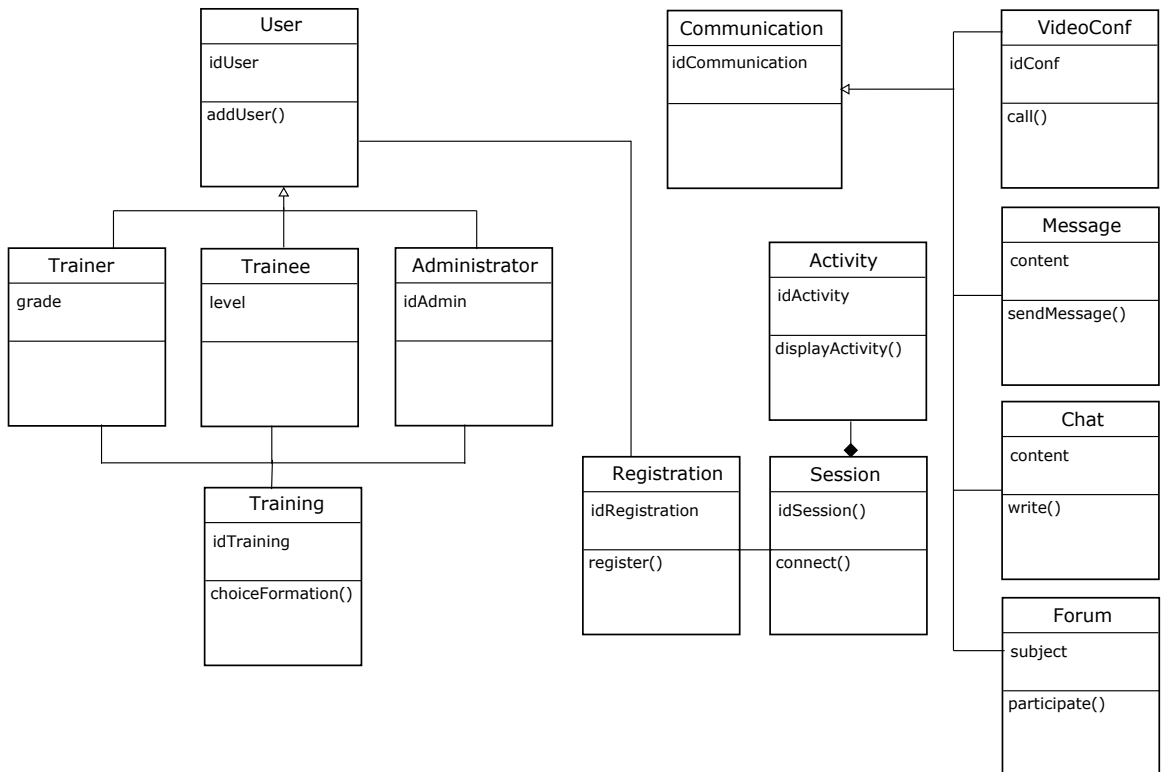 User
idUser
addUser()
Trainer
grade
Trainee
level
Administrator
idAdmin
Training
idTraining
choiceFormation()
Communication
idCommunication
Activity
idActivity
displayActivity()
Registration
idRegistration
register()
Session
idSession()
connect()
VideoConf
idConf
call()
Message
content
sendMessage()
Chat
content
write()
Forum
subject
participate()